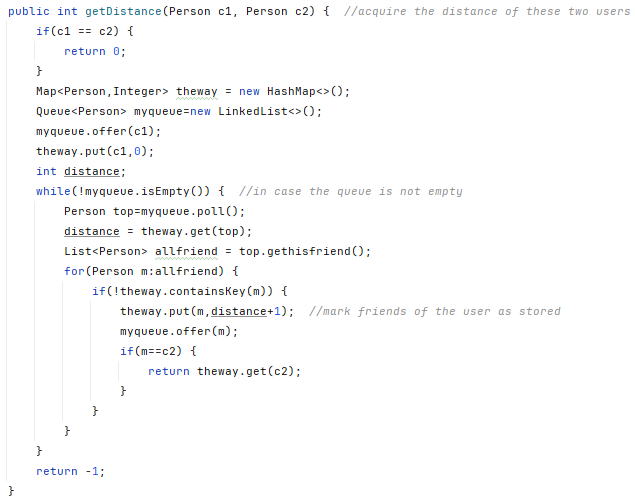 public int getDistance(Person c1, Person c2) {  //acquire the distance of these two users
    if(c1 == c2) {
        return 0;
    }
    Map<Person,Integer> theway = new HashMap<>();
    Queue<Person> myqueue=new LinkedList<>();
    myqueue.offer(c1);
    theway.put(c1,0);
    int distance;
    while(!myqueue.isEmpty()) {  //in case the queue is not empty
        Person top=myqueue.poll();
        distance = theway.get(top);
        List<Person> allfriend = top.gethisfriend();
        for(Person m:allfriend) {
            if(!theway.containsKey(m)) {
                theway.put(m,distance+1);  //mark friends of the user as stored
                myqueue.offer(m);
                if(m==c2) {
                    return theway.get(c2);
                }
            }
        }
    }
    return -1;
}